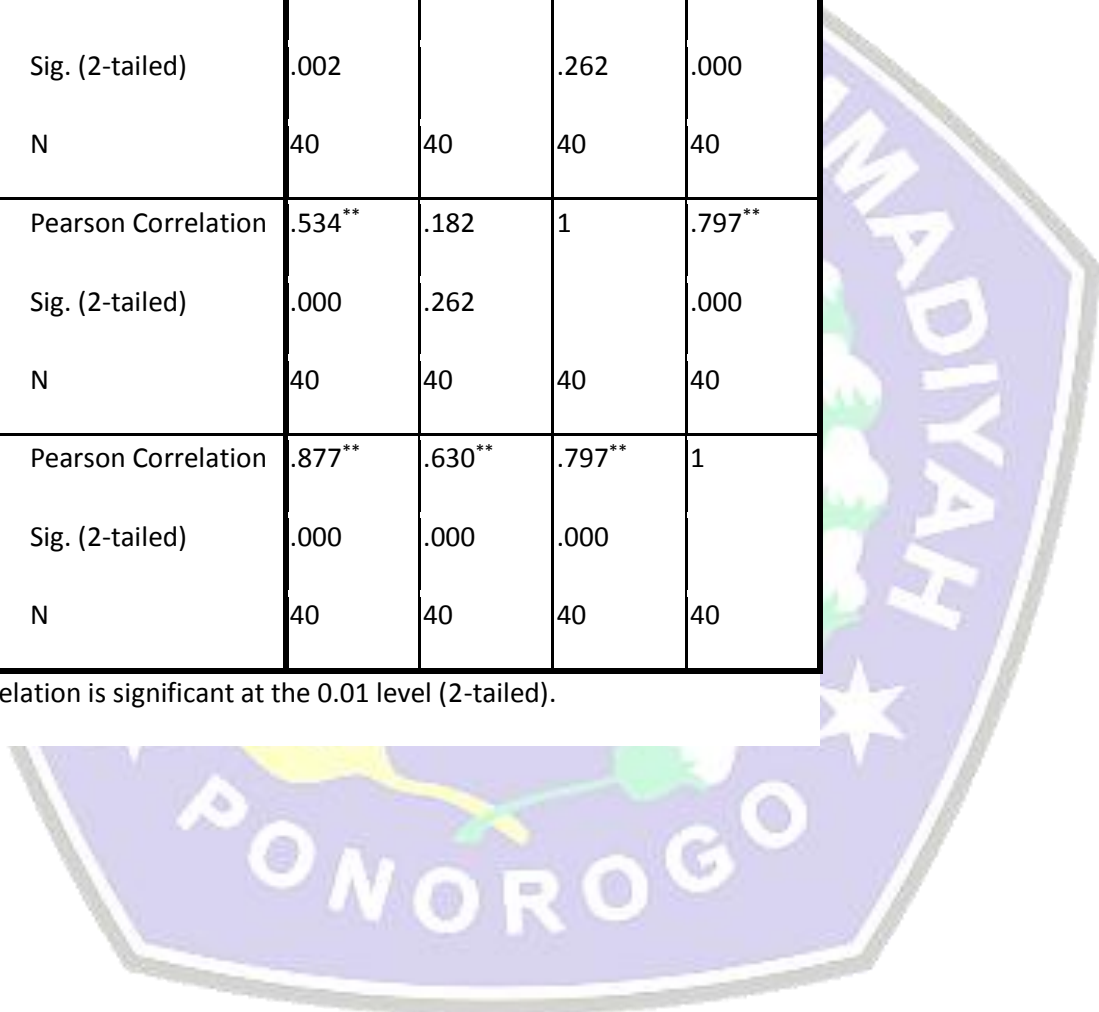 Sig. (2-tailed) .002 .262 .000
N 40 40 40 40
Pearson Correlation .534** .182 1 .797**
Sig. (2-tailed) .000 .262 .000
N 40 40 40 40
Pearson Correlation .877** .630** .797** 1
Sig. (2-tailed) .000 .000 .000
N 40 40 40 40
elation is significant at the 0.01 level (2-tailed).
AMADIYAH
PONOROGO